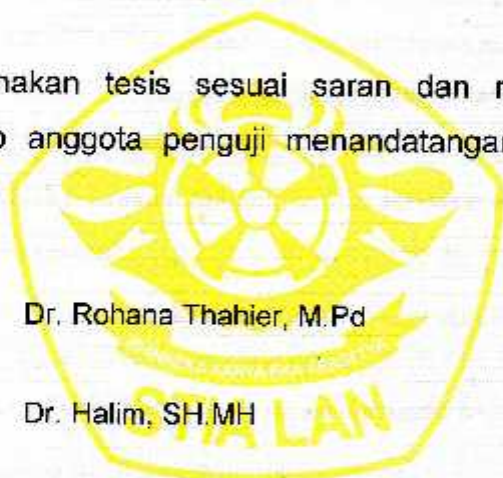 nakan tesis sesuai saran dan
anggota penguji menandatangan
Dr. Rohana Thahier, M.Pd
Dr. Halim, SH.MH
STIA LAN